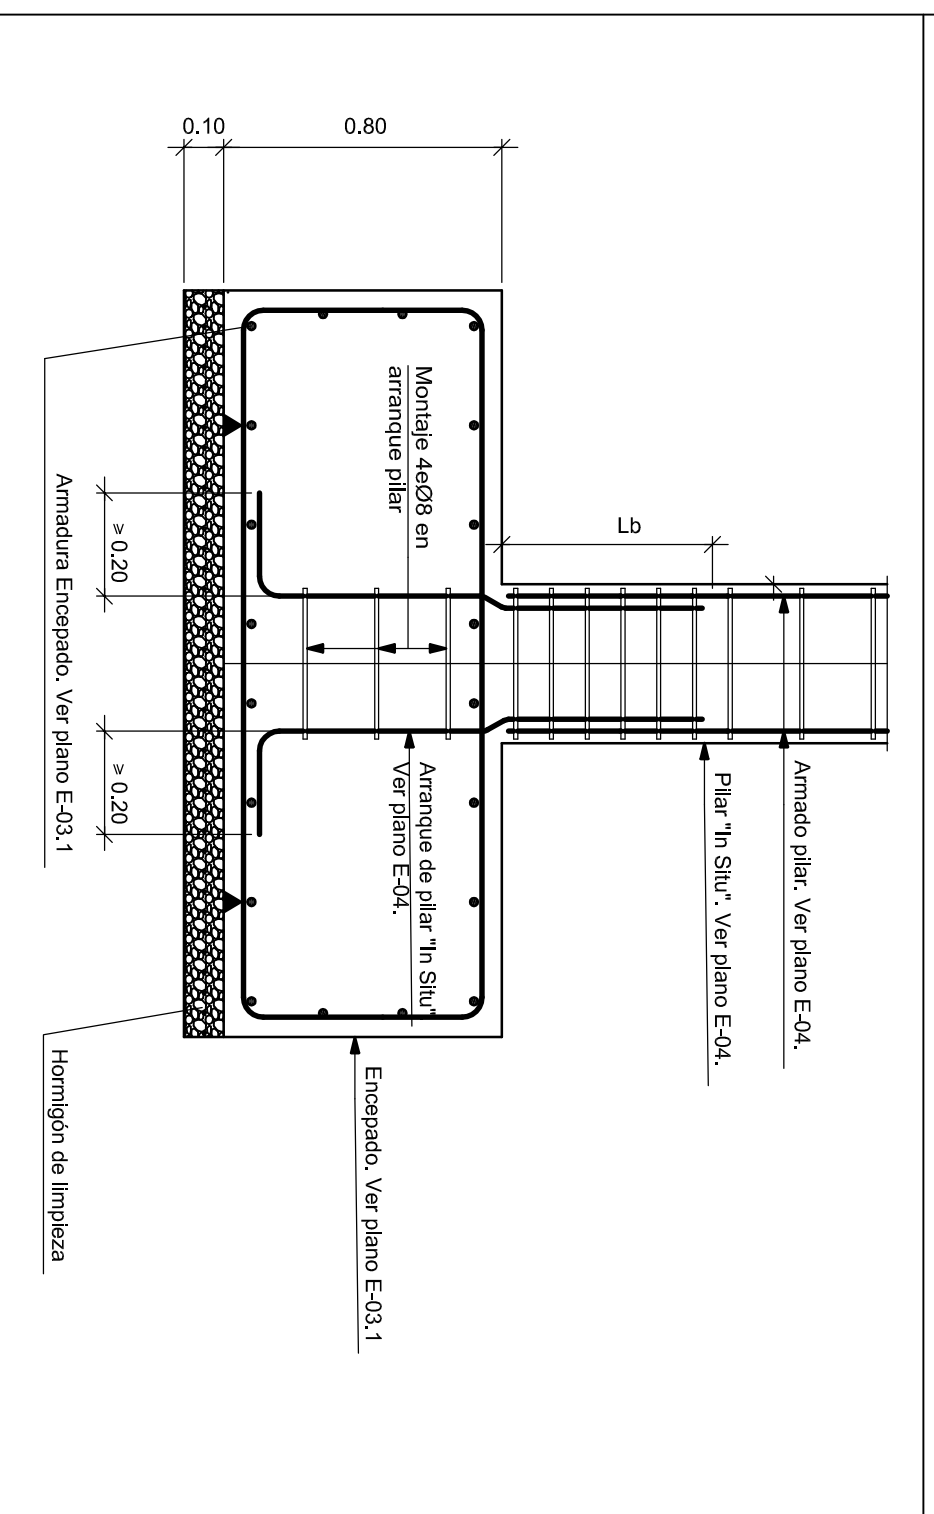 0.10
0.80
Lb
Montaje 4eØ8 en
arranque pilar
Armado pilar. Ver plano E-04.
Pilar "In Situ". Ver plano E-04.
Arranque de pilar "In Situ"
Ver plano E-04.
Encepado. Ver plano E-03.1
≥ 0.20
≥ 0.20
Armadura Encepado. Ver plano E-03.1
Hormigón de limpieza